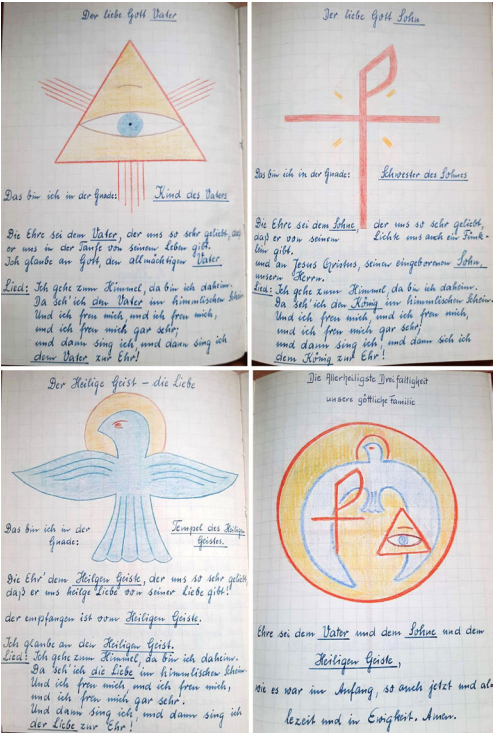 Der liebe Gott Vater
Das bin ich in der Gnade: Kind des Vaters
Die Ehre sei dem Vater, der uns so sehr geliebt, daß
er uns in der Taufe von seinem Leben gibt.
Ich glaube an Gott, den allmächtigen Vater
Lied: Ich gehe zum Himmel, da bin ich daheim.
Da seh' ich den Vater im himmlischen Schein
Und ich freu mich, und ich freu mich,
und ich freu mich gar sehr;
und dann sing ich, und dann sing ich
dem Vater zur Ehr!
Der liebe Gott Sohn
Das bin ich in der Gnade: Schwester des Sohnes
Die Ehre sei dem Sohne, der uns so sehr geliebt,
daß er von seinem Lichte uns auch ein Fünk-
lein gibt.
und an Jesus Christus, seinen eingeborenen Sohn,
unsern Herrn.
Lied: Ich gehe zum Himmel, da bin ich daheim.
Da seh' ich den König im himmlischen Schein
Und ich freu mich, und ich freu mich,
und ich freu mich gar sehr;
und dann sing ich, und dann sich ich
dem König zur Ehr!
Der Heilige Geist – die Liebe
Das bin ich in der Tempel des Heiligen
Gnade: Geistes.
Die Ehr' dem Heilgen Geiste, der uns so sehr geliebt,
daß er uns heilge Liebe von seiner Liebe gibt!
der empfangen ist vom Heiligen Geiste.
Ich glaube an den Heiligen Geist.
Lied: Ich gehe zum Himmel, da bin ich daheim.
Da seh' ich die Liebe im himmlischen Schein
Und ich freu mich, und ich freu mich,
und ich freu mich gar sehr.
Und dann sing ich, und dann sing ich
der Liebe zur Ehr!
Die Allerheiligste Dreifaltigkeit
unsere göttliche Familie
Ehre sei dem Vater und dem Sohne und dem
Heiligen Geiste,
wie es war im Anfang, so auch jetzt und al-
lezeit und in Ewigkeit. Amen.